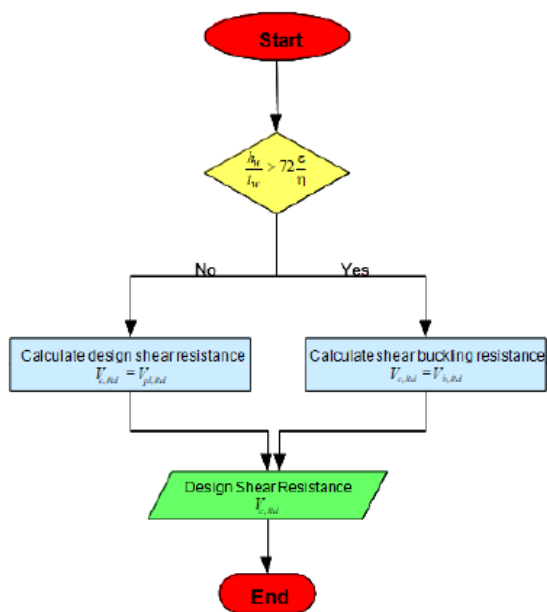 Start
h_w/t_w > 72 ε/η
No
Yes
Calculate design shear resistance
V_c,Rd = V_pl,Rd
Calculate shear buckling resistance
V_c,Rd = V_b,Rd
Design Shear Resistance
V_c,Rd
End